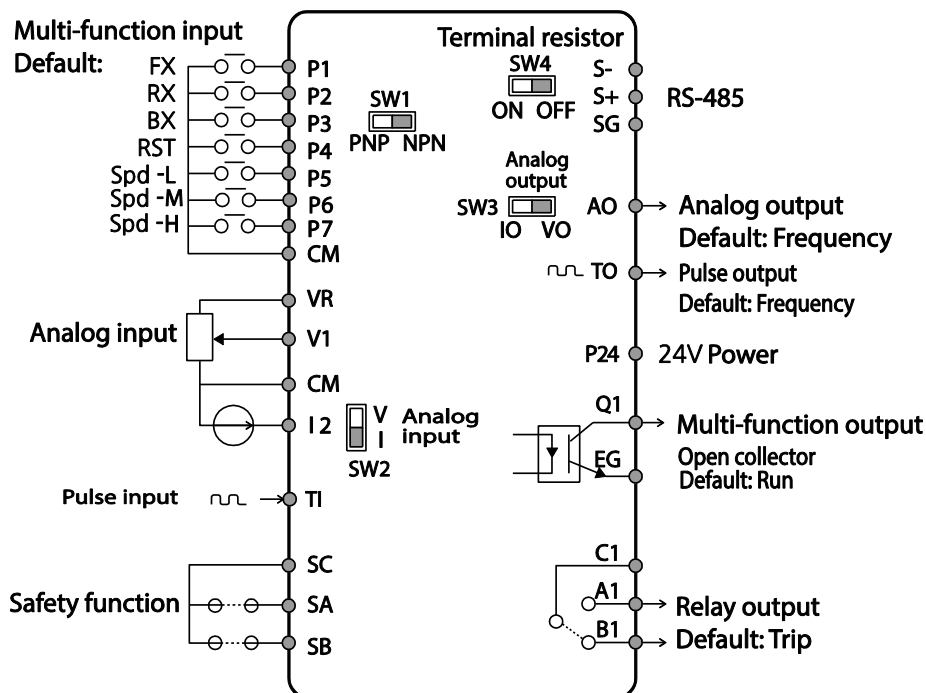 Multi-function input
Default:
FX
RX
BX
RST
Spd -L
Spd -M
Spd -H
P1
P2
P3
P4
P5
P6
P7
CM
SW1
PNP NPN
Terminal resistor
SW4
ON OFF
S-
S+
SG
RS-485
Analog
output
SW3
IO VO
AO
Analog output
Default: Frequency
TO
Pulse output
Default: Frequency
Analog input
VR
V1
CM
I 2
V
I
SW2
Analog
input
P24
24V Power
Q1
EG
Multi-function output
Open collector
Default: Run
Pulse input
TI
Safety function
SC
SA
SB
C1
A1
B1
Relay output
Default: Trip